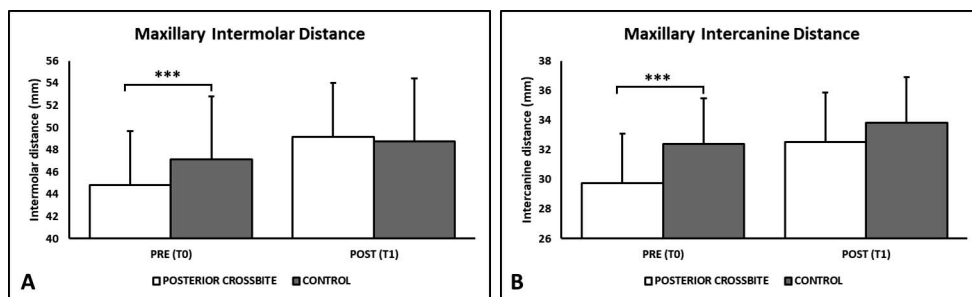 Maxillary Intermolar Distance
Intermolar distance (mm)
56
54
52
50
48
46
44
42
40
***
PRE (T0)
POST (T1)
POSTERIOR CROSSBITE
CONTROL
A
Maxillary Intercanine Distance
Intercanine distance (mm)
38
36
34
32
30
28
26
***
PRE (T0)
POST (T1)
POSTERIOR CROSSBITE
CONTROL
B